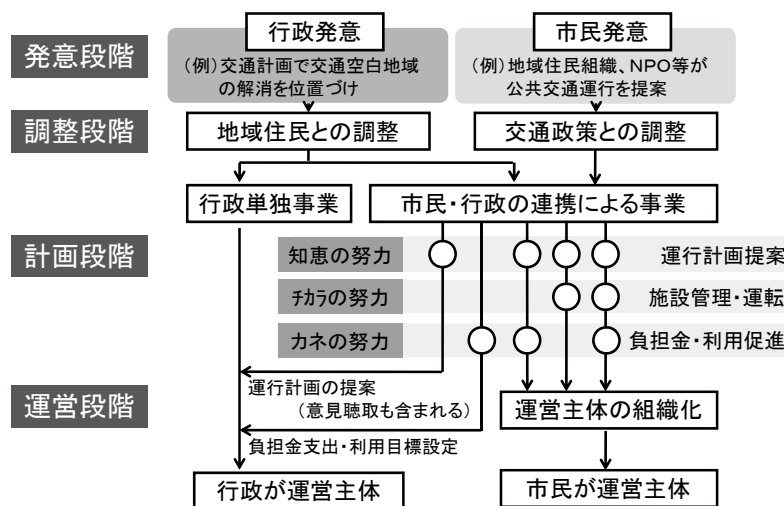 発意段階
行政発意
(例)交通計画で交通空白地域
の解消を位置づけ
市民発意
(例)地域住民組織、NPO等が
公共交通運行を提案
調整段階
地域住民との調整
交通政策との調整
行政単独事業
市民・行政の連携による事業
計画段階
知恵の努力
運行計画提案
チカラの努力
施設管理・運転
カネの努力
負担金・利用促進
運営段階
運行計画の提案
(意見聴取も含まれる)
運営主体の組織化
負担金支出・利用目標設定
行政が運営主体
市民が運営主体